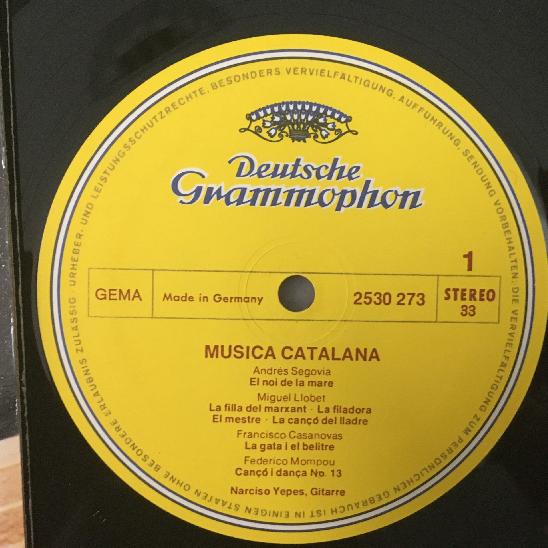 Deutsche
Grammophon
1
GEMA
Made in Germany
2530 273
STEREO
33
MUSICA CATALANA
Andrés Segovia
El noi de la mare
Miguel Llobet
La filla del marxant · La filadora
El mestre · La cançó del lladre
Francisco Casanovas
La gata i el belitre
Federico Mompou
Cançó i dança No. 13
Narciso Yepes, Gitarre
URHEBER- UND LEISTUNGSSCHUTZRECHTE, BESONDERS VERVIELFÄLTIGUNG, AUFFÜHRUNG, SENDUNG VORBEHALTEN. DIE VERVIELFÄLTIGUNG ZUM PERSÖNLICHEN GEBRAUCH IST IN EINIGEN STAATEN OHNE BESONDERE ERLAUBNIS ZULÄSSIG ·